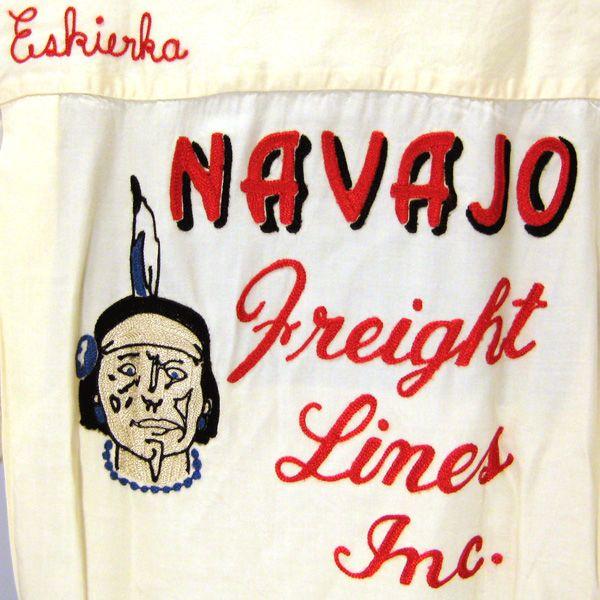 Eskierka
NAVAJO
Freight
Lines
Inc.